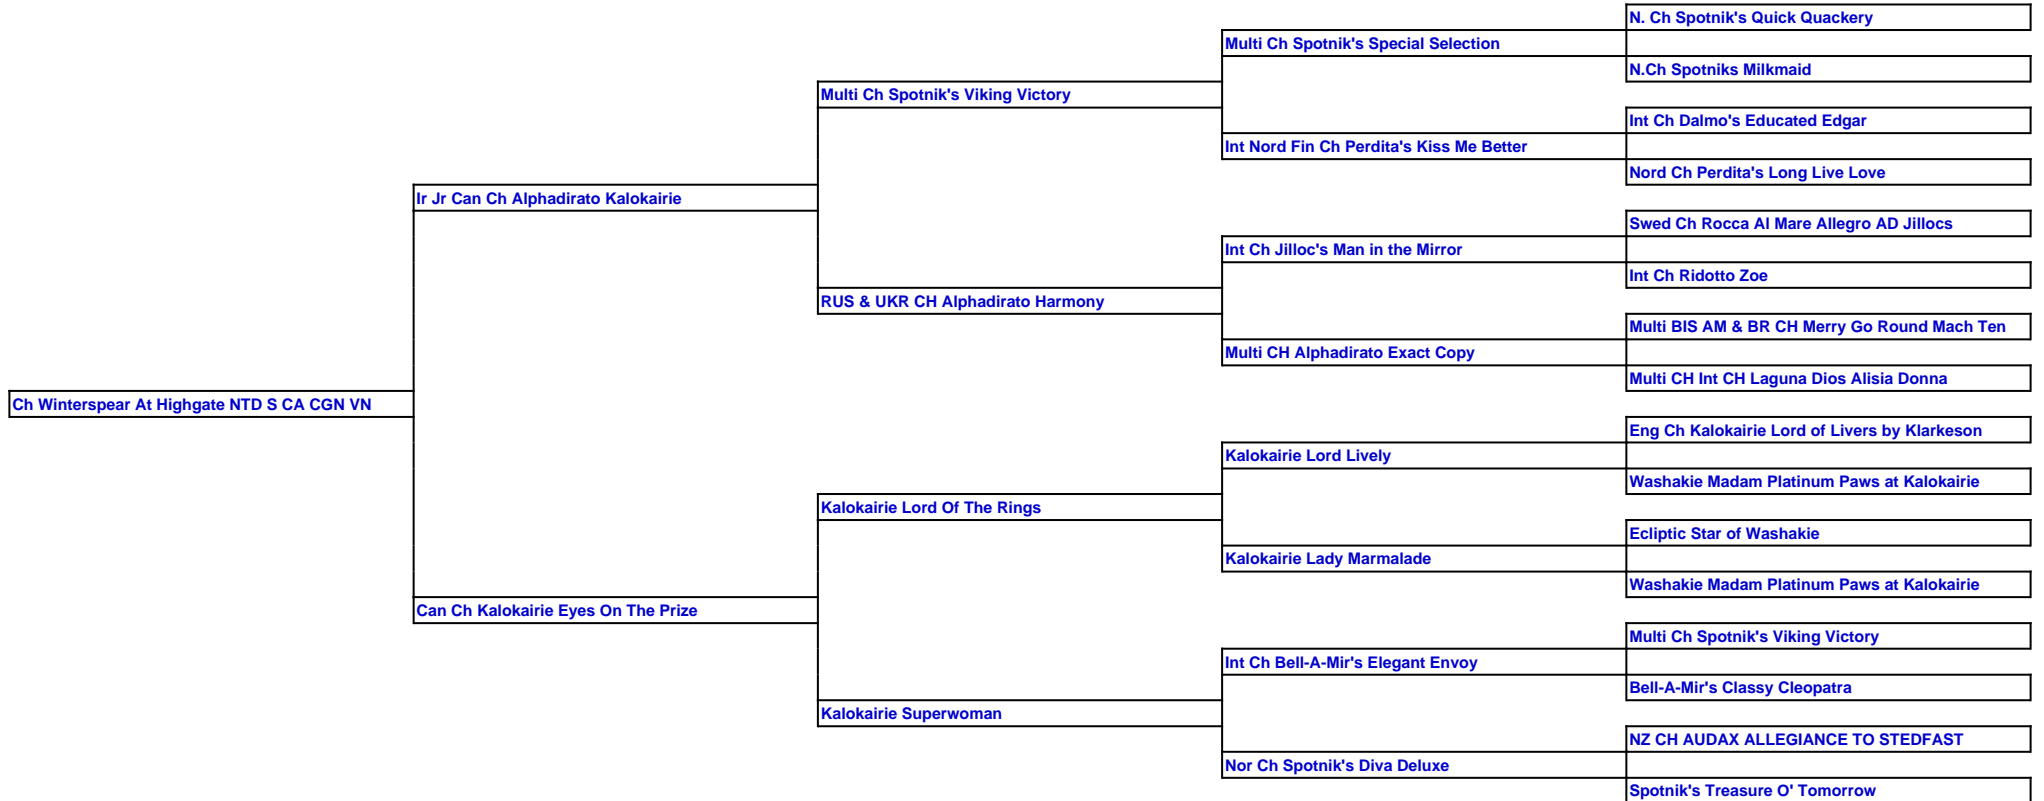 N. Ch Spotnik's Quick Quackery
Multi Ch Spotnik's Special Selection
N.Ch Spotniks Milkmaid
Multi Ch Spotnik's Viking Victory
Int Ch Dalmo's Educated Edgar
Int Nord Fin Ch Perdita's Kiss Me Better
Nord Ch Perdita's Long Live Love
Ir Jr Can Ch Alphadirato Kalokairie
Swed Ch Rocca Al Mare Allegro AD Jillocs
Int Ch Jilloc's Man in the Mirror
Int Ch Ridotto Zoe
RUS & UKR CH Alphadirato Harmony
Multi BIS AM & BR CH Merry Go Round Mach Ten
Multi CH Alphadirato Exact Copy
Multi CH Int CH Laguna Dios Alisia Donna
Ch Winterspear At Highgate NTD S CA CGN VN
Eng Ch Kalokairie Lord of Livers by Klarkeson
Kalokairie Lord Lively
Washakie Madam Platinum Paws at Kalokairie
Kalokairie Lord Of The Rings
Ecliptic Star of Washakie
Kalokairie Lady Marmalade
Washakie Madam Platinum Paws at Kalokairie
Can Ch Kalokairie Eyes On The Prize
Multi Ch Spotnik's Viking Victory
Int Ch Bell-A-Mir's Elegant Envoy
Bell-A-Mir's Classy Cleopatra
Kalokairie Superwoman
NZ CH AUDAX ALLEGIANCE TO STEDFAST
Nor Ch Spotnik's Diva Deluxe
Spotnik's Treasure O' Tomorrow